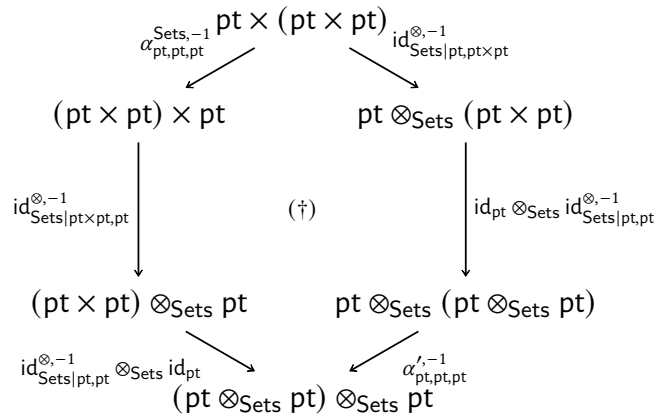 pt × (pt × pt)
α^{Sets,-1}_{pt,pt,pt} id^{⊗,-1}_{Sets|pt,pt×pt}
(pt × pt) × pt pt ⊗_{Sets} (pt × pt)
id^{⊗,-1}_{Sets|pt×pt,pt} (†) id_{pt} ⊗_{Sets} id^{⊗,-1}_{Sets|pt,pt}
(pt × pt) ⊗_{Sets} pt pt ⊗_{Sets} (pt ⊗_{Sets} pt)
id^{⊗,-1}_{Sets|pt,pt} ⊗_{Sets} id_{pt} α'^{,-1}_{pt,pt,pt}
(pt ⊗_{Sets} pt) ⊗_{Sets} pt